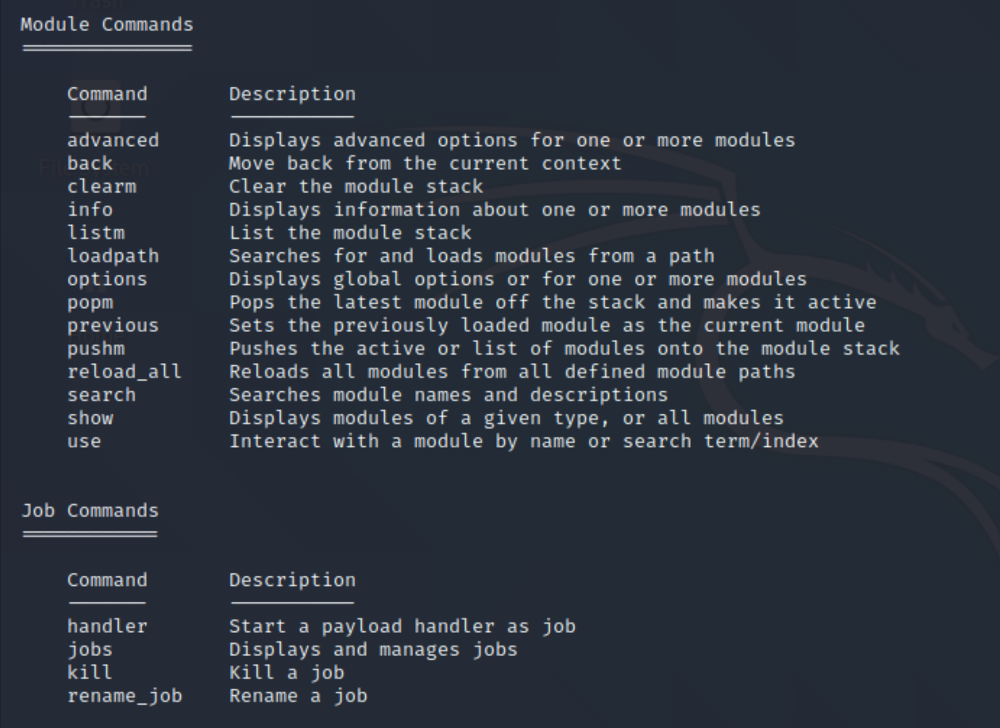 Trash
Module Commands
===============
Command Description
------- -----------
advanced Displays advanced options for one or more modules
back Move back from the current context
File System
clearm Clear the module stack
info Displays information about one or more modules
listm List the module stack
loadpath Searches for and loads modules from a path
options Displays global options or for one or more modules
popm Pops the latest module off the stack and makes it active
previous Sets the previously loaded module as the current module
Home
pushm Pushes the active or list of modules onto the module stack
reload_all Reloads all modules from all defined module paths
search Searches module names and descriptions
show Displays modules of a given type, or all modules
use Interact with a module by name or search term/index
Job Commands
============
Command Description
------- -----------
handler Start a payload handler as job
jobs Displays and manages jobs
kill Kill a job
rename_job Rename a job